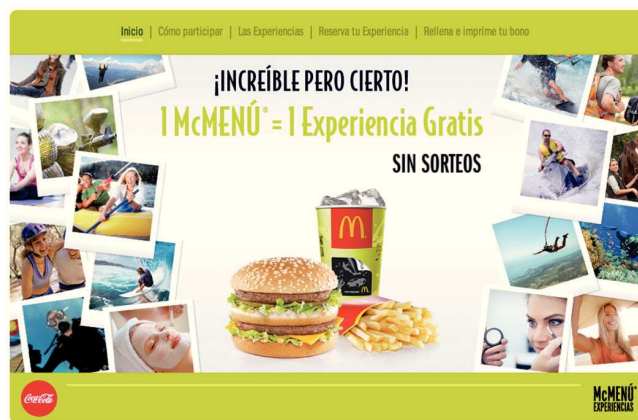 Inicio | Cómo participar | Las Experiencias | Reserva tu Experiencia | Rellena e imprime tu bono
¡INCREÍBLE PERO CIERTO!
1 McMENÚ® = 1 Experiencia Gratis
SIN SORTEOS
Coca-Cola
McMENÚ®
EXPERIENCIAS